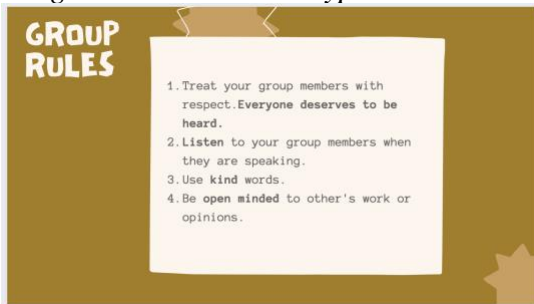 GROUP
RULES
1. Treat your group members with
respect.Everyone deserves to be
heard.
2. Listen to your group members when
they are speaking.
3. Use kind words.
4. Be open minded to other's work or
opinions.